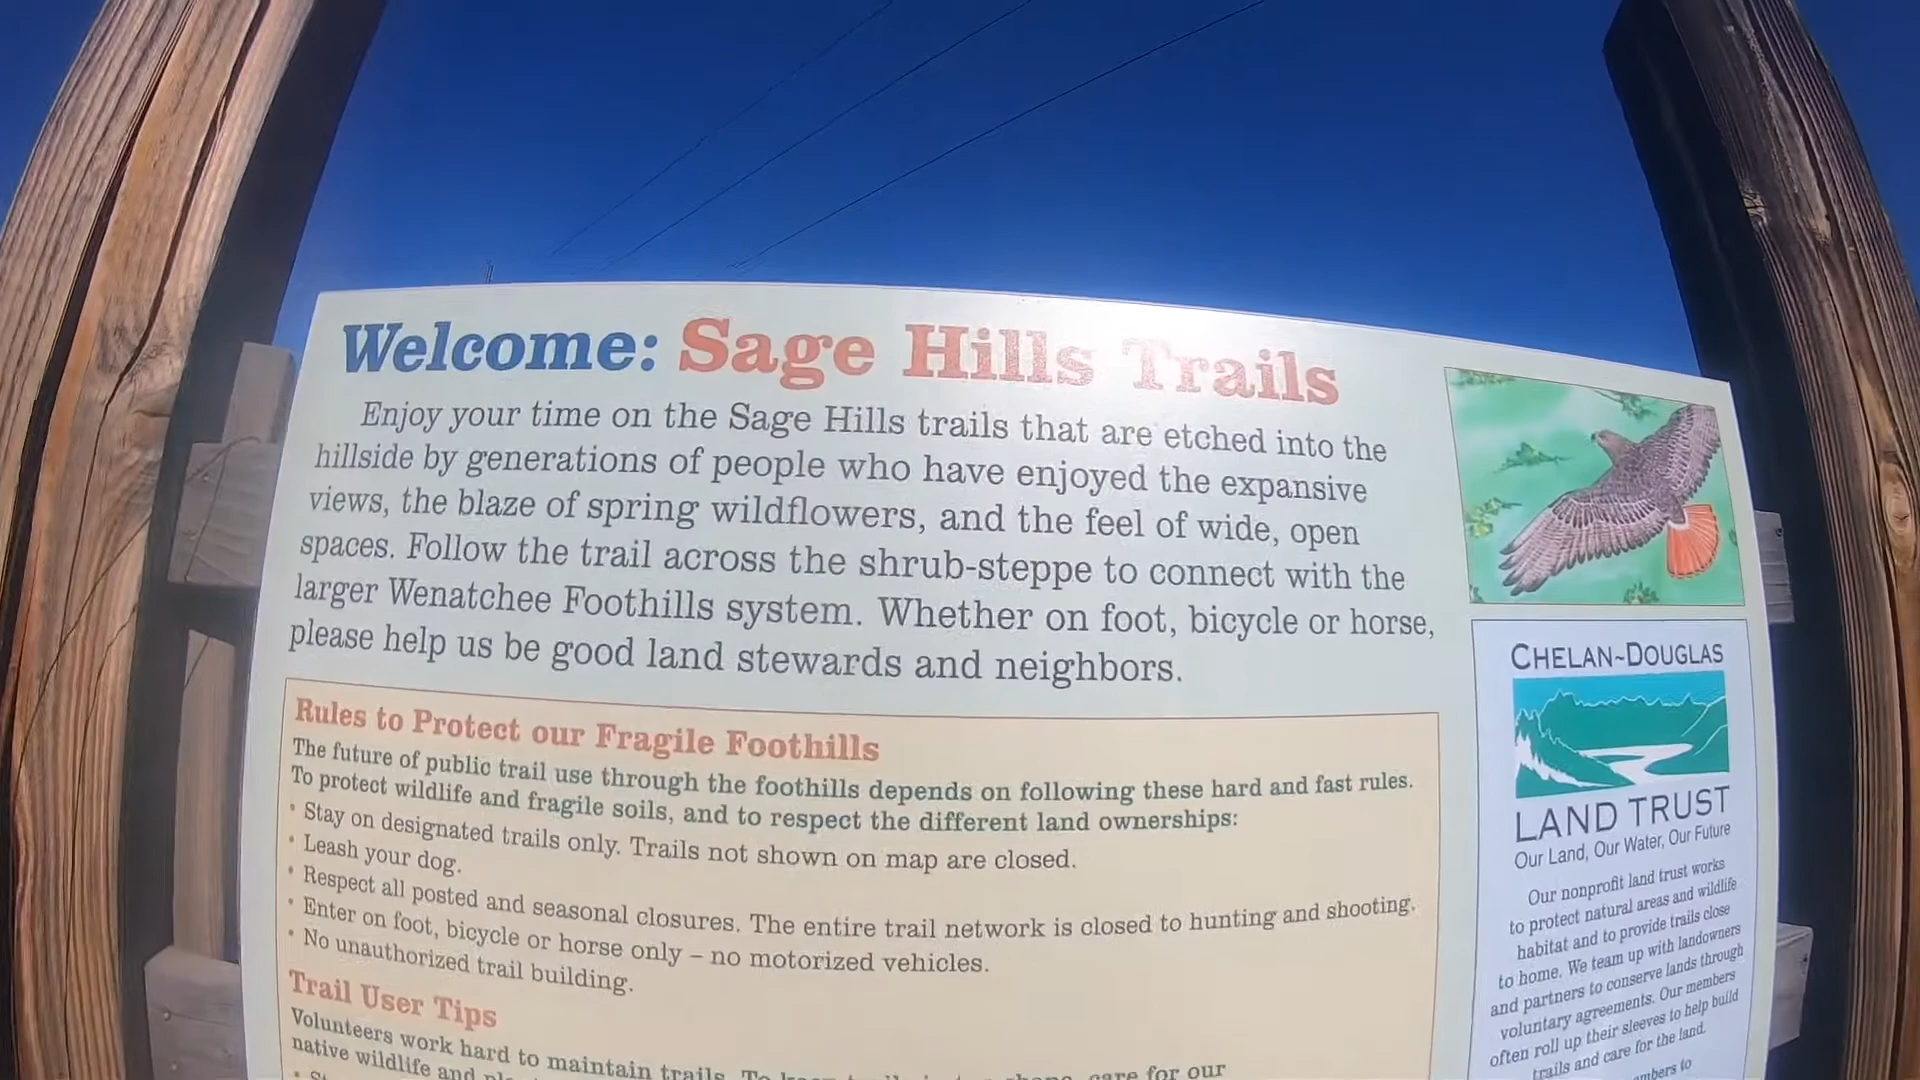 Welcome: Sage Hills Trails
Enjoy your time on the Sage Hills trails that are etched into the
hillside by generations of people who have enjoyed the expansive
views, the blaze of spring wildflowers, and the feel of wide, open
spaces. Follow the trail across the shrub-steppe to connect with the
larger Wenatchee Foothills system. Whether on foot, bicycle or horse,
please help us be good land stewards and neighbors.
Rules to Protect our Fragile Foothills
The future of public trail use through the foothills depends on following these hard and fast rules.
To protect wildlife and fragile soils, and to respect the different land ownerships:
• Stay on designated trails only. Trails not shown on map are closed.
• Leash your dog.
• Respect all posted and seasonal closures. The entire trail network is closed to hunting and shooting.
• Enter on foot, bicycle or horse only – no motorized vehicles.
• No unauthorized trail building.
Trail User Tips
Volunteers work hard to maintain trails. To care for our
native wildlife and
CHELAN~DOUGLAS
LAND TRUST
Our Land, Our Water, Our Future
Our nonprofit land trust works
to protect natural areas and wildlife
habitat and to provide trails close
to home. We team up with landowners
and partners to conserve lands through
voluntary agreements. Our members
often roll up their sleeves to help build
trails and care for the land.
to